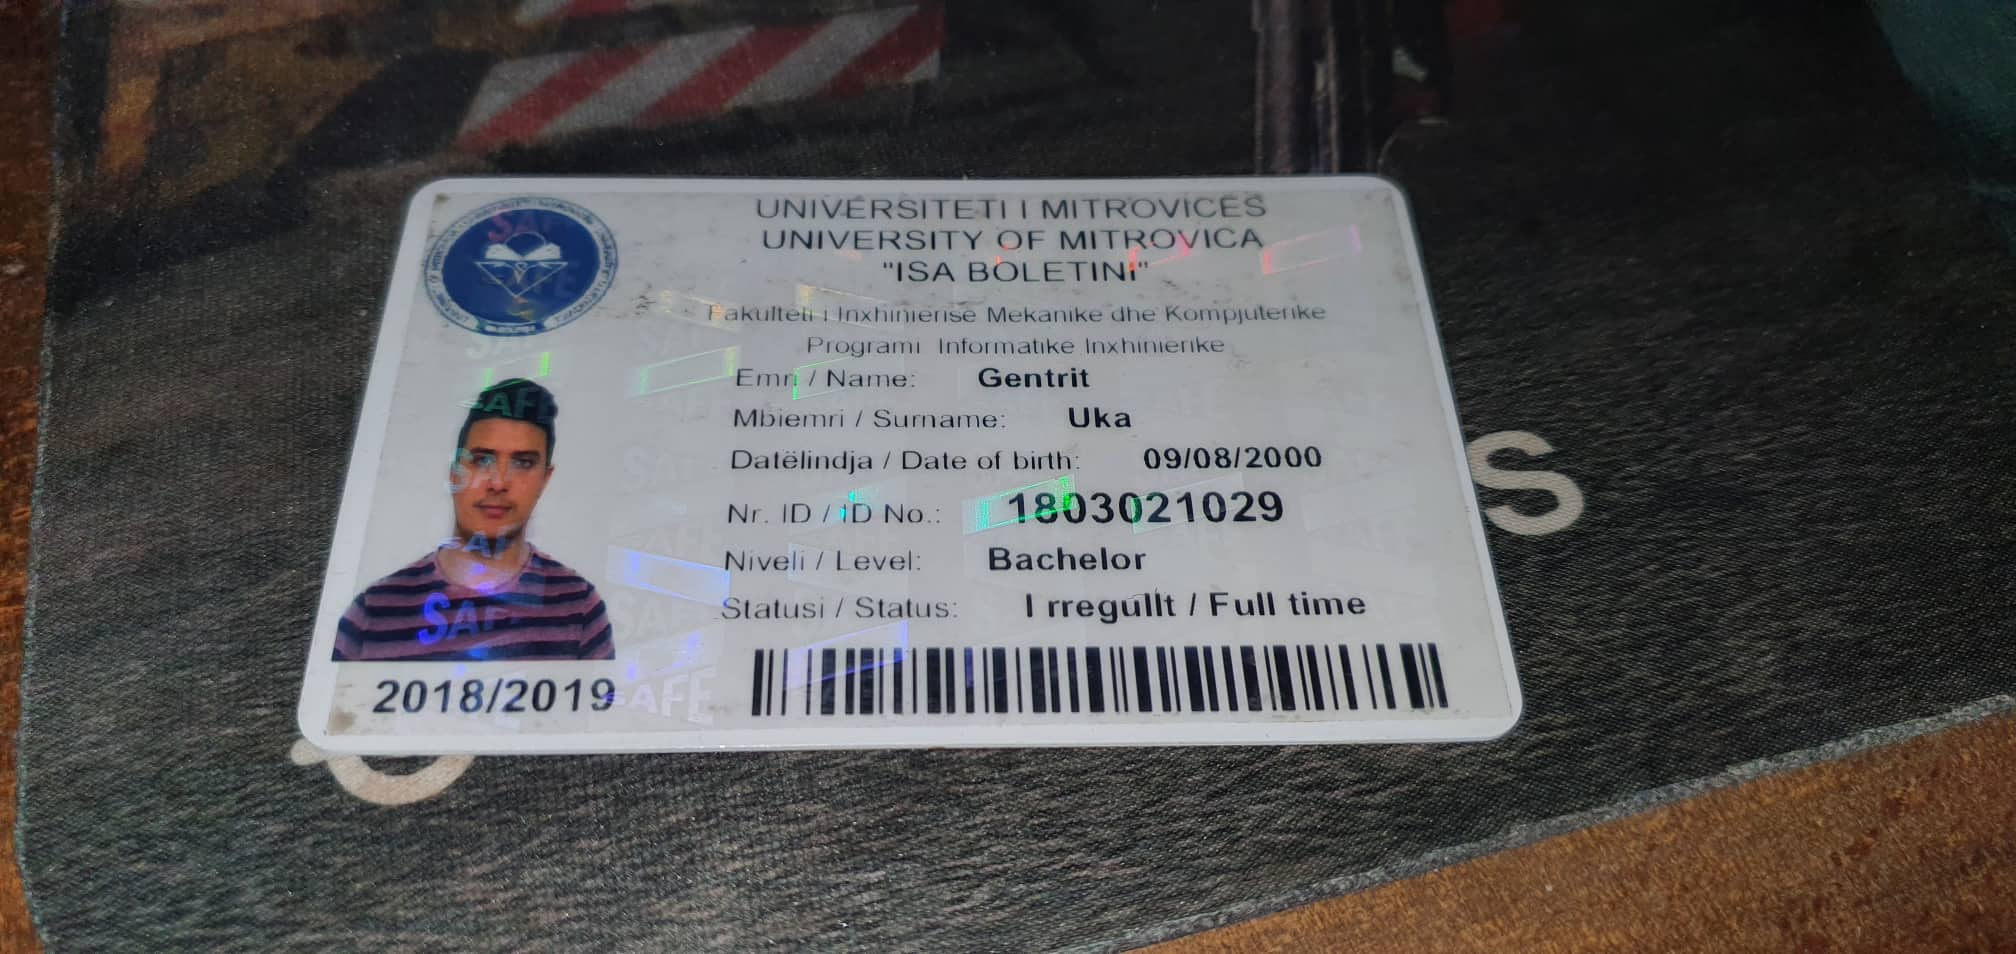 UNIVERSITETI I MITROVICËS
UNIVERSITY OF MITROVICA
"ISA BOLETINI"
Fakulteti i Inxhinierisë Mekanike dhe Kompjuterike
Programi Informatikë Inxhinierike
Emri / Name: Gentrit
Mbiemri / Surname: Uka
Datëlindja / Date of birth: 09/08/2000
Nr. ID / ID No.: 1803021029
Niveli / Level: Bachelor
Statusi / Status: I rregullt / Full time
2018/2019
SAFE
S